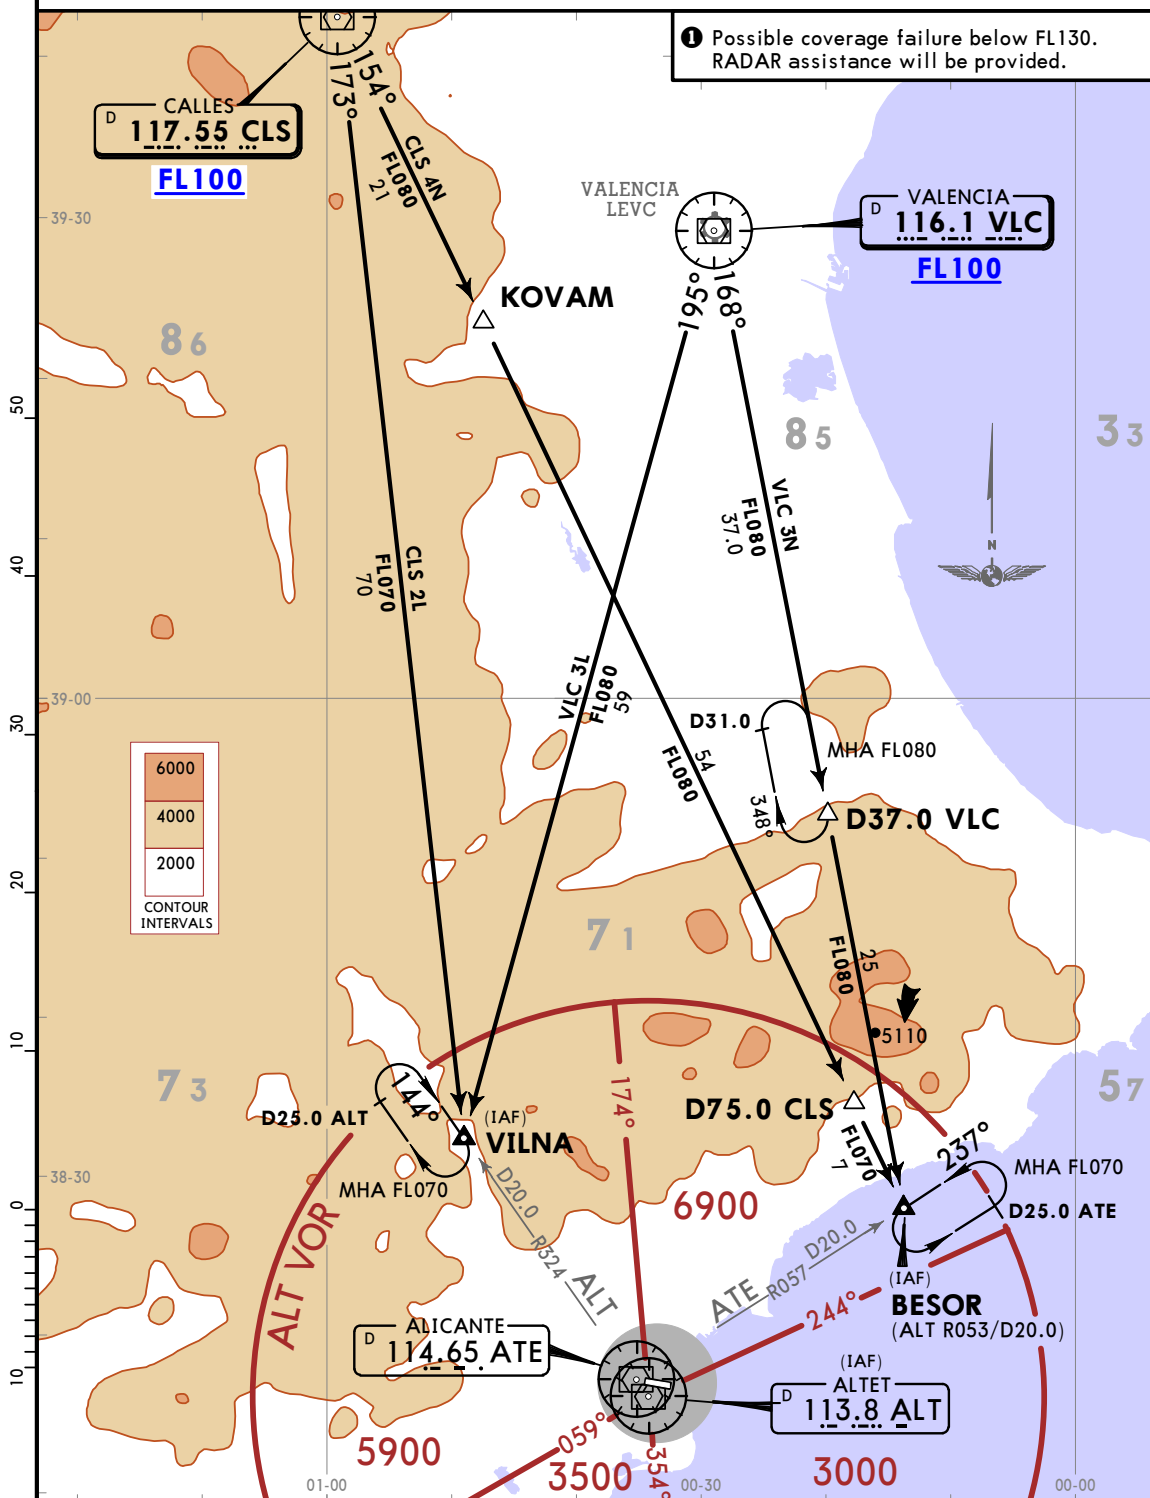 ❶ Possible coverage failure below FL130.
RADAR assistance will be provided.
CALLES
D 117.55 CLS
FL100
173°
154°
CLS 4N
FL080
21
VALENCIA
LEVC
VALENCIA
D 116.1 VLC
FL100
39-30
KOVAM
195°
168°
86
85
33
50
VLC 3N
FL080
37.0
N
CLS 2L
FL070
70
40
VLC 3L
FL080
59
39-00
30
D31.0
MHA FL080
54
FL080
348°
D37.0 VLC
6000
4000
2000
CONTOUR
INTERVALS
20
71
25
FL080
5110
10
73
57
174°
144°
D25.0 ALT
(IAF)
VILNA
D75.0 CLS
FL070
7
237°
MHA FL070
MHA FL070
38-30
D20.0
R324
ALT
6900
D25.0 ATE
0
ALT VOR
ATE
R057
D20.0
244°
(IAF)
BESOR
(ALT R053/D20.0)
ALICANTE
D 114.65 ATE
10
(IAF)
ALTET
D 113.8 ALT
059°
354°
5900
3500
3000
01-00
00-30
00-00